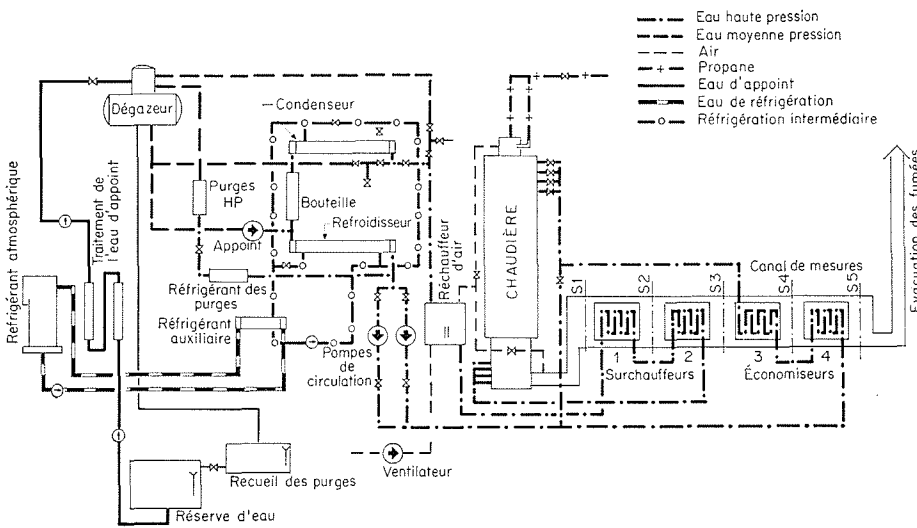 Eau haute pression
Eau moyenne pression
Air
Propane
Eau d'appoint
Eau de réfrigération
Réfrigération intermédiaire
Dégazeur
Condenseur
Réfrigérant atmosphérique
Traitement de
l'eau d'appoint
Purges
HP
Bouteille
Refroidisseur
Appoint
Réfrigérant des
purges
Réfrigérant
auxiliaire
Pompes
de
circulation
Réchauffeur
d'air
CHAUDIÈRE
Canal de mesures
S1
S2
S3
S4
S5
Evacuation des fumées
1
2
3
4
Surchauffeurs
Économiseurs
Ventilateur
Recueil des purges
Réserve d'eau